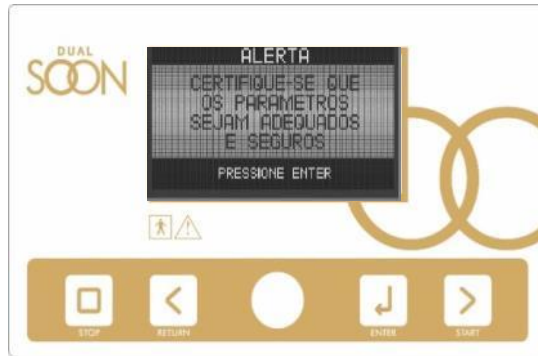 DUAL
SOON
ALERTA
CERTIFIQUE-SE QUE
OS PARAMETROS
SEJAM ADEQUADOS
E SEGUROS
PRESSIONE ENTER
STOP
RETURN
ENTER
START